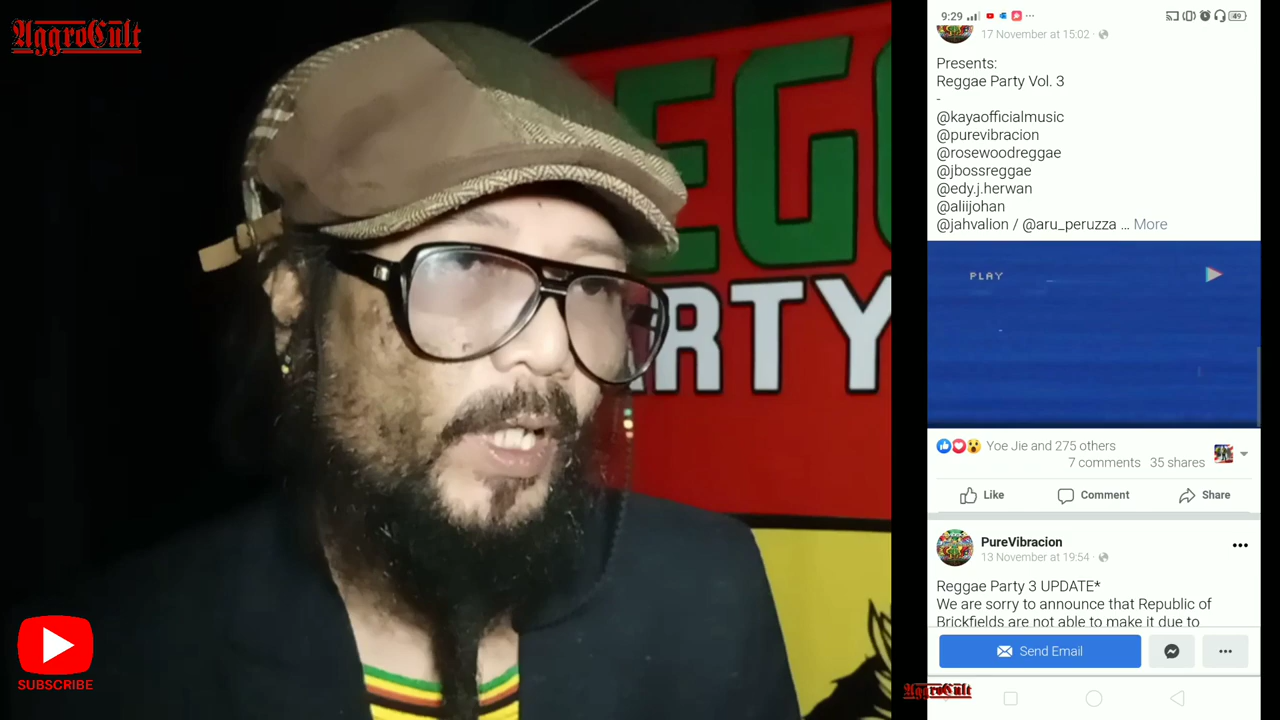 AggroCult
SUBSCRIBE
EGG
ARTY
9:29
49
17 November at 15:02
Presents:
Reggae Party Vol. 3
-
@kayaofficialmusic
@purevibracion
@rosewoodreggae
@jbossreggae
@edy.j.herwan
@aliijohan
@jahvalion / @aru_peruzza ... More
PLAY
Yoe Jie and 275 others
7 comments 35 shares
Like Comment Share
PureVibracion
13 November at 19:54
Reggae Party 3 UPDATE*
We are sorry to announce that Republic of
Brickfields are not able to make it due to
Send Email
AggroCult